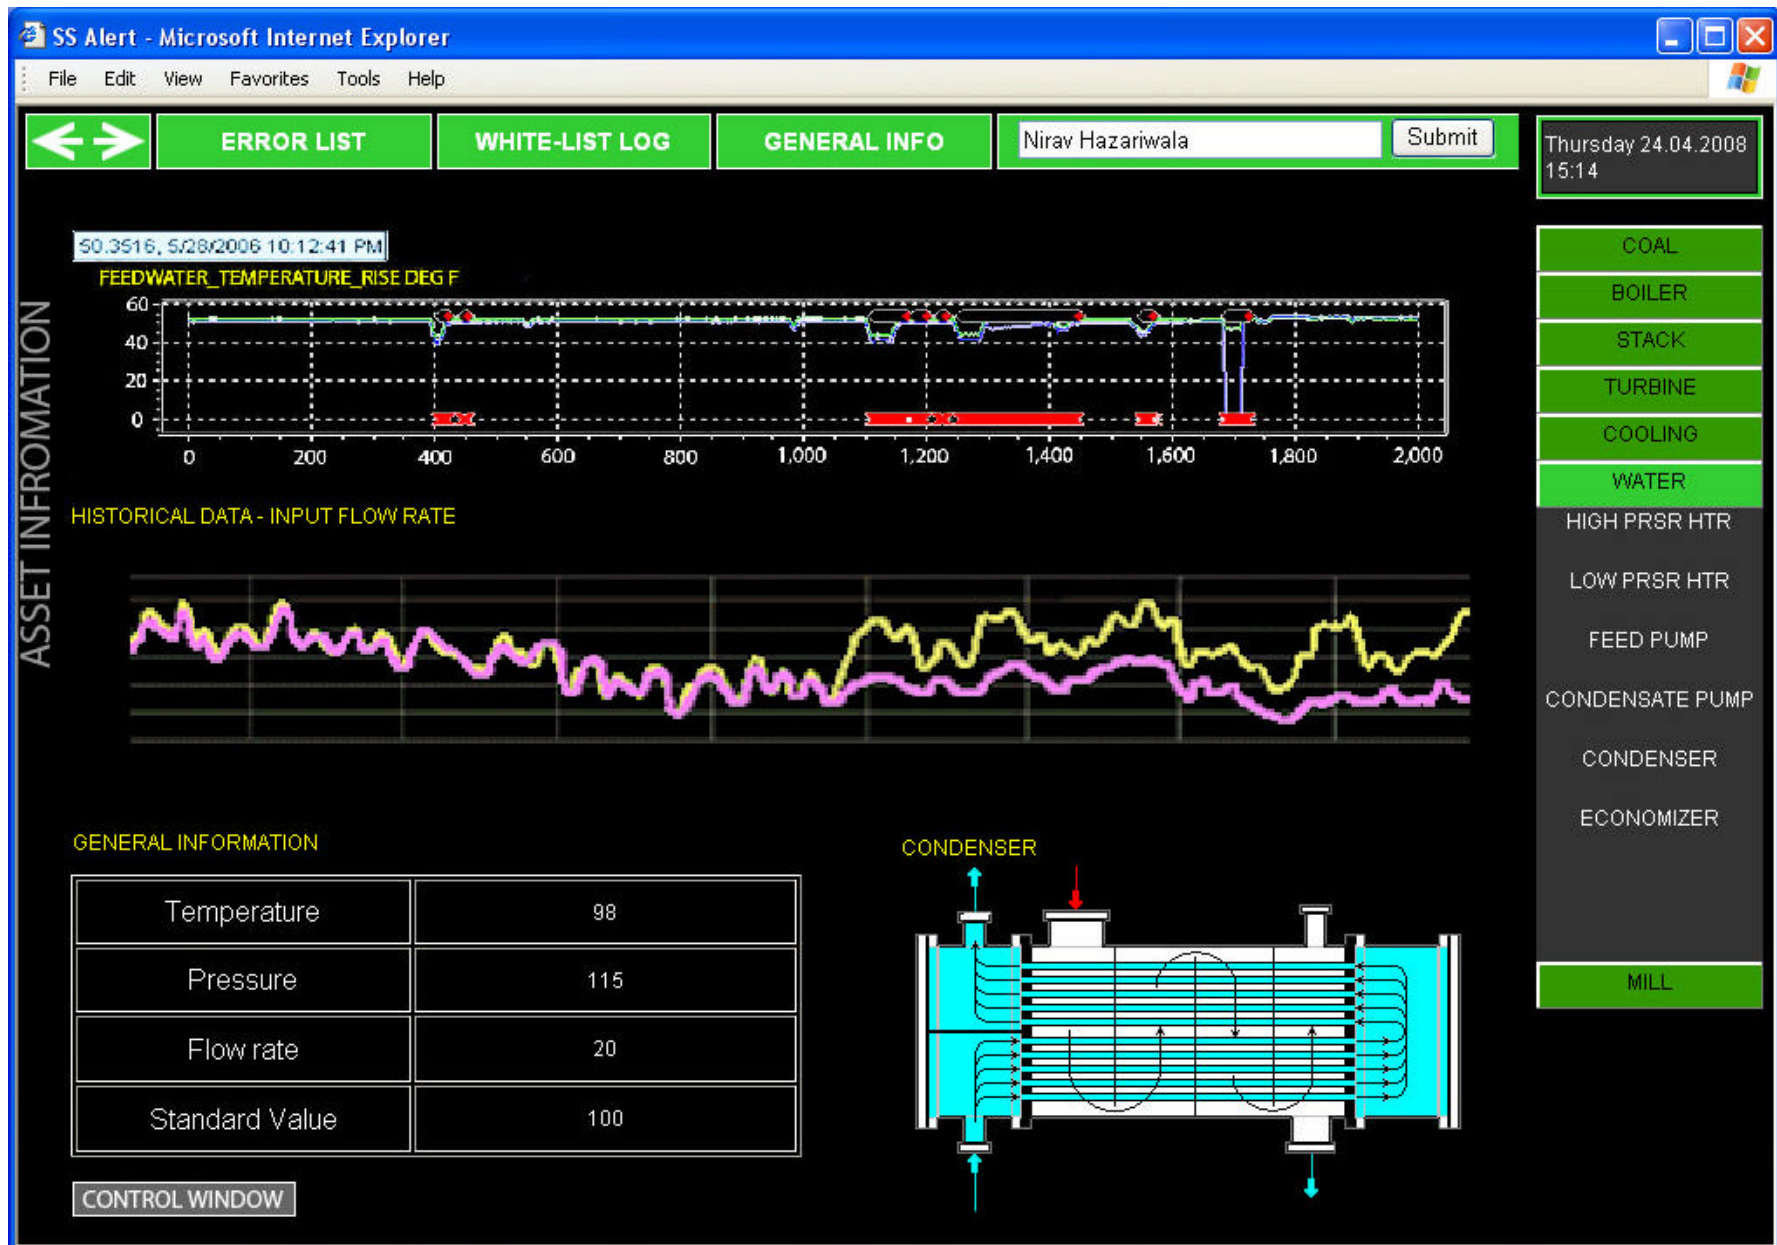 SS Alert - Microsoft Internet Explorer
File Edit View Favorites Tools Help
ERROR LIST WHITE-LIST LOG GENERAL INFO Nirav Hazariwala Submit
Thursday 24.04.2008
15:14
ASSET INFROMATION
50.3516, 5/28/2006 10:12:41 PM
FEEDWATER_TEMPERATURE_RISE DEG F
60
40
20
0
0 200 400 600 800 1,000 1,200 1,400 1,600 1,800 2,000
HISTORICAL DATA - INPUT FLOW RATE
GENERAL INFORMATION
Temperature 98
Pressure 115
Flow rate 20
Standard Value 100
CONTROL WINDOW
CONDENSER
COAL
BOILER
STACK
TURBINE
COOLING
WATER
HIGH PRSR HTR
LOW PRSR HTR
FEED PUMP
CONDENSATE PUMP
CONDENSER
ECONOMIZER
MILL